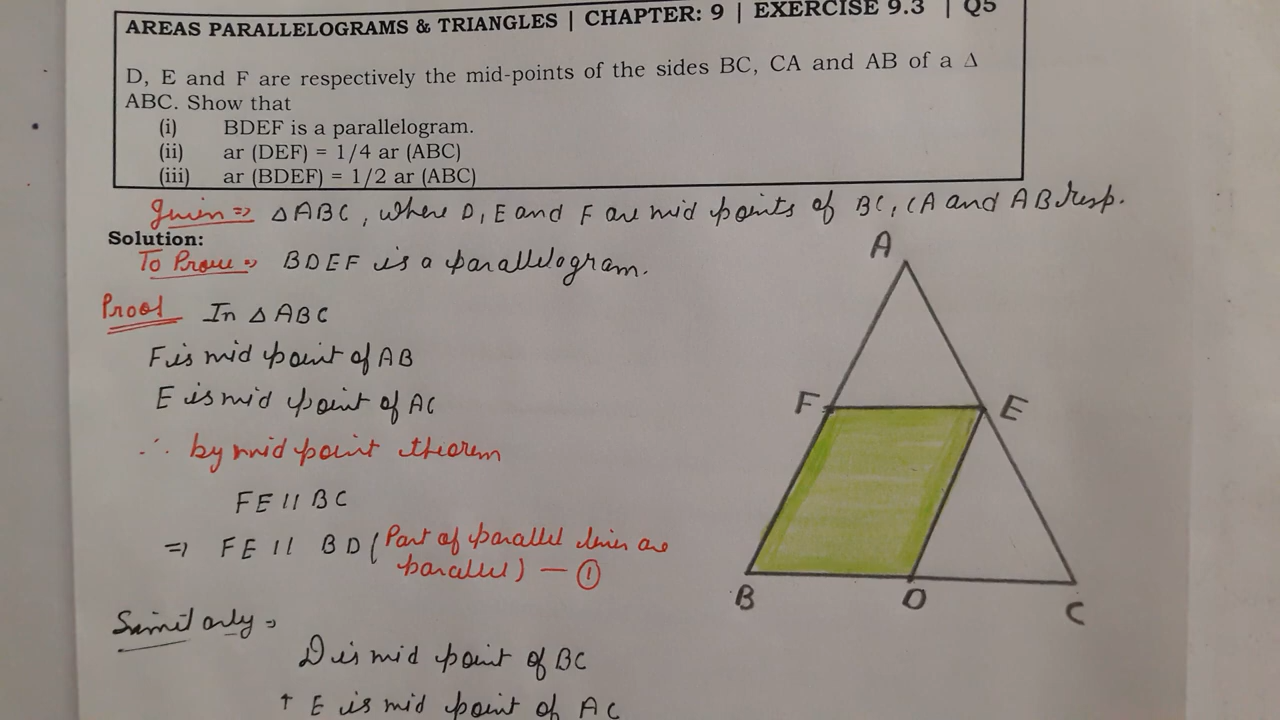 AREAS PARALLELOGRAMS & TRIANGLES | CHAPTER: 9 | EXERCISE 9.3 | Q5
D, E and F are respectively the mid-points of the sides BC, CA and AB of a Δ
ABC. Show that
(i) BDEF is a parallelogram.
(ii) ar (DEF) = 1/4 ar (ABC)
(iii) ar (BDEF) = 1/2 ar (ABC)
Given ⇒ △ABC, where D, E and F are mid points of BC, CA and AB resp.
Solution:
To Prove ⇒ BDEF is a parallelogram.
Proof In △ABC
F is mid point of AB
E is mid point of AC
∴ by mid point theorem
FE || BC
⇒ FE || BD (Part of parallel lines are
parallel) — ①
Similarly ⇒
D is mid point of BC
E is mid point of AC
A
F
E
B
D
C